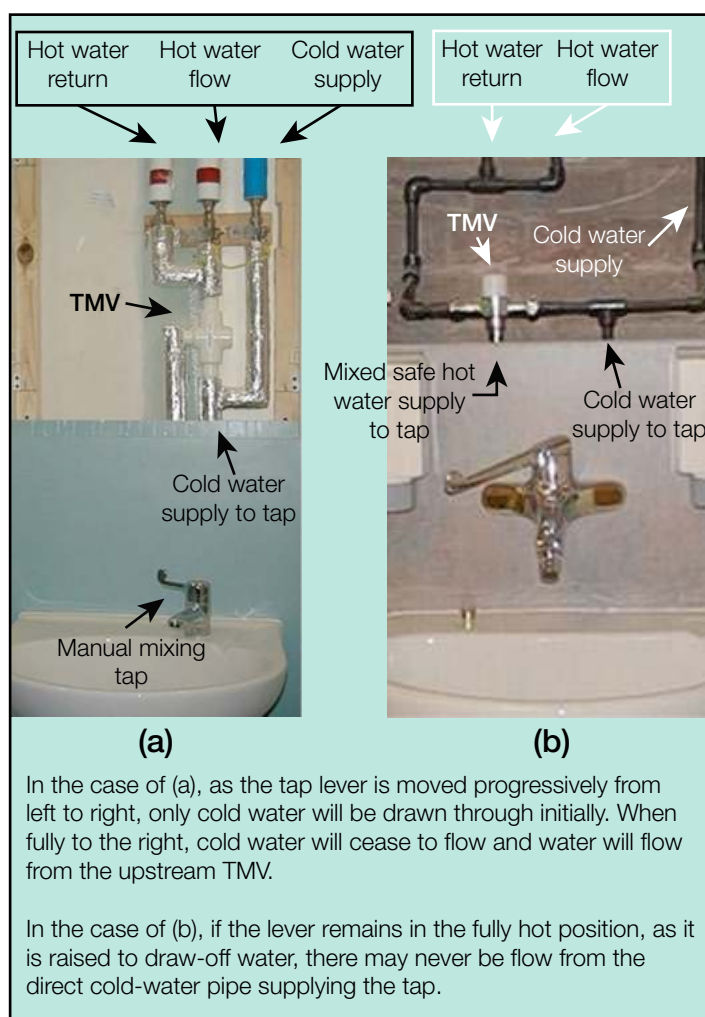 Hot water
return
Hot water
flow
Cold water
supply
Hot water
return
Hot water
flow
TMV
TMV
Cold water
supply
Mixed safe hot
water supply
to tap
Cold water
supply to tap
Cold water
supply to tap
Manual mixing
tap
(a)
(b)
In the case of (a), as the tap lever is moved progressively from
left to right, only cold water will be drawn through initially. When
fully to the right, cold water will cease to flow and water will flow
from the upstream TMV.
In the case of (b), if the lever remains in the fully hot position, as it
is raised to draw-off water, there may never be flow from the
direct cold-water pipe supplying the tap.